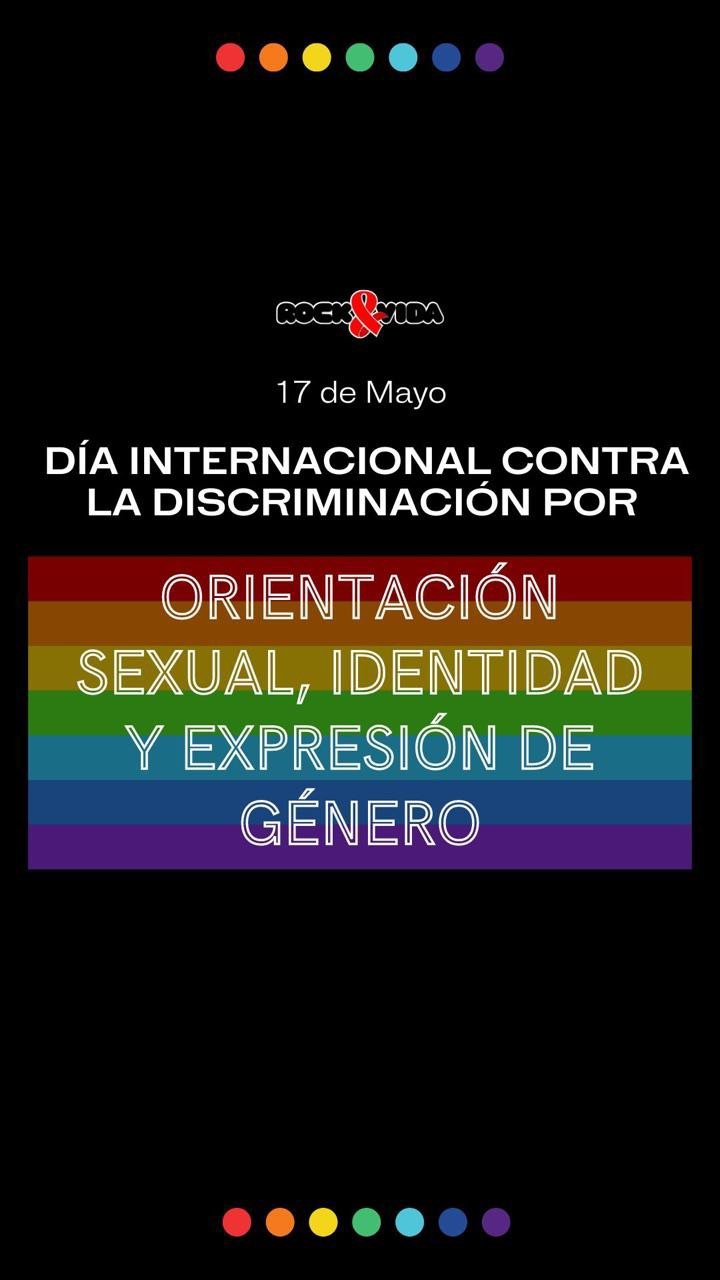 ROCK&VIDA
17 de Mayo
DÍA INTERNACIONAL CONTRA
LA DISCRIMINACIÓN POR
ORIENTACIÓN
SEXUAL, IDENTIDAD
Y EXPRESIÓN DE
GÉNERO